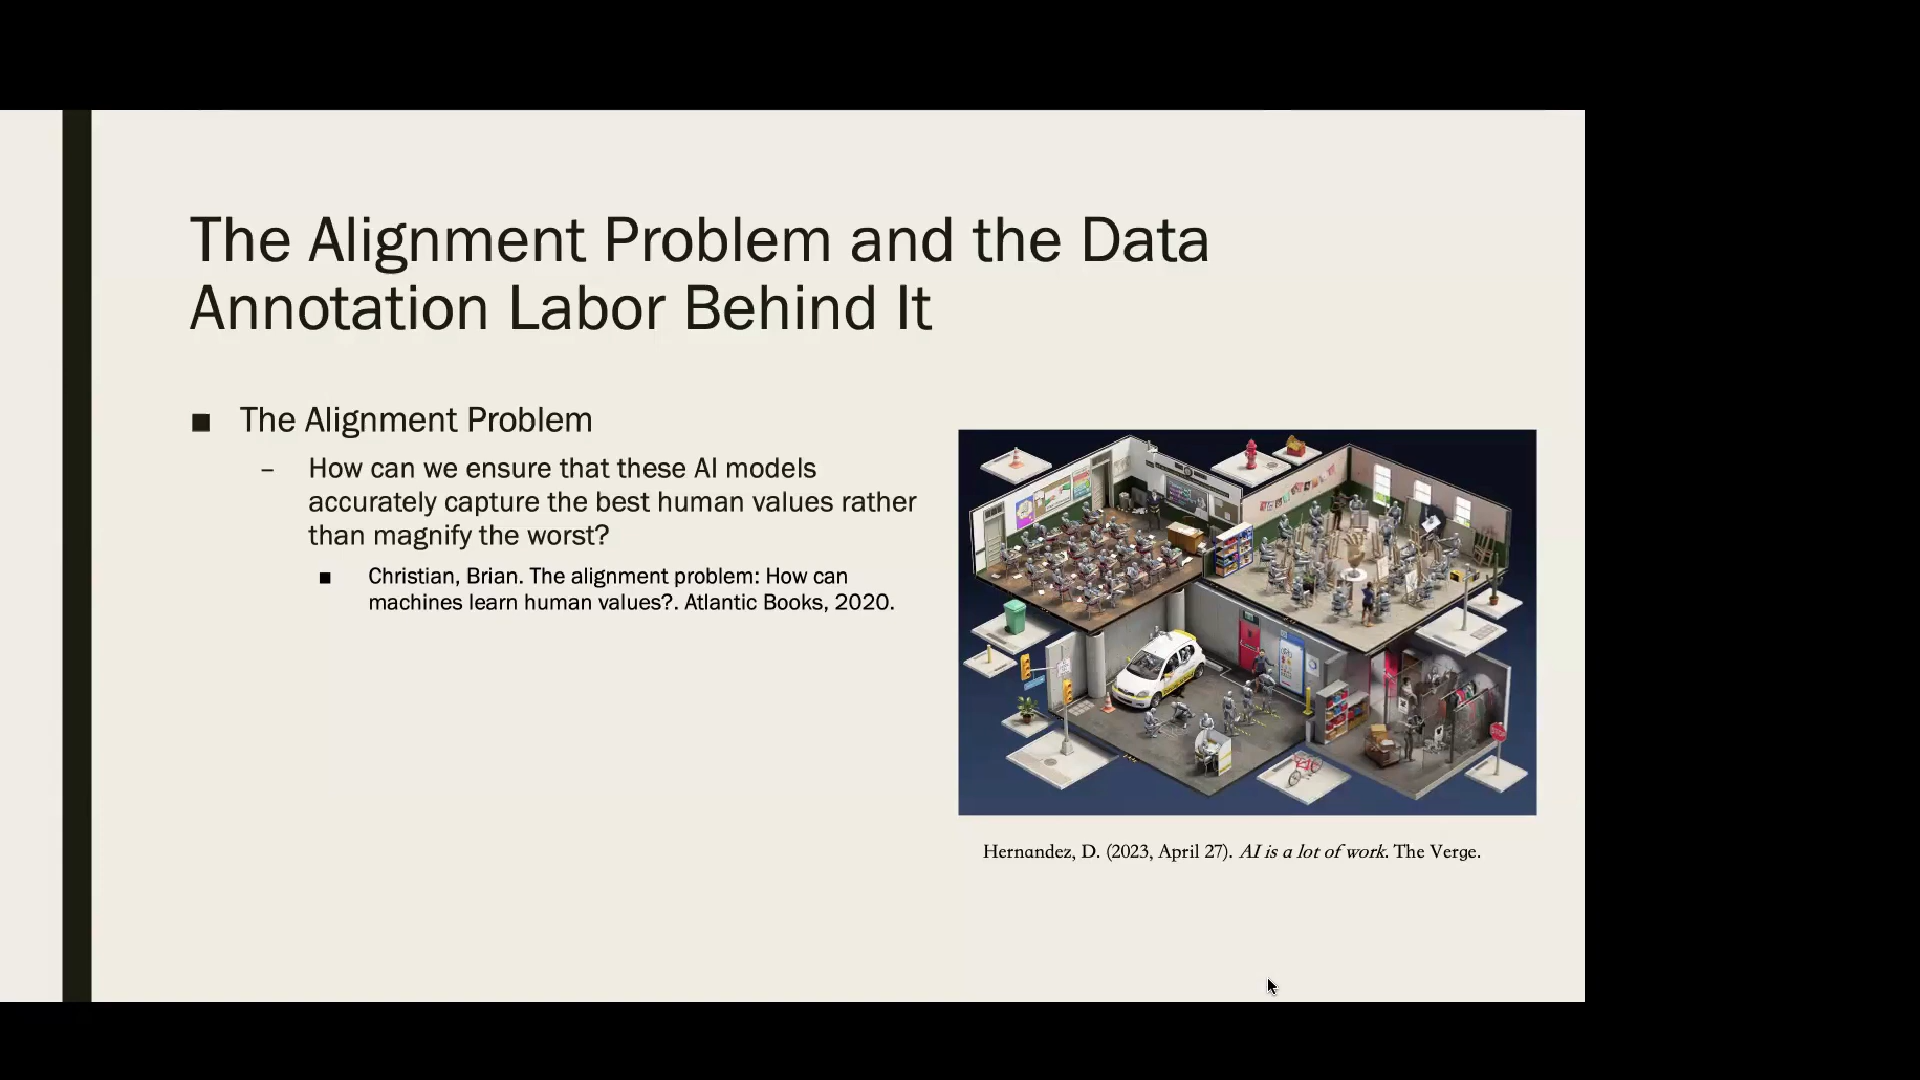 The Alignment Problem and the Data
Annotation Labor Behind It
■ The Alignment Problem
– How can we ensure that these AI models
accurately capture the best human values rather
than magnify the worst?
■ Christian, Brian. The alignment problem: How can
machines learn human values?. Atlantic Books, 2020.
Hernandez, D. (2023, April 27). AI is a lot of work. The Verge.